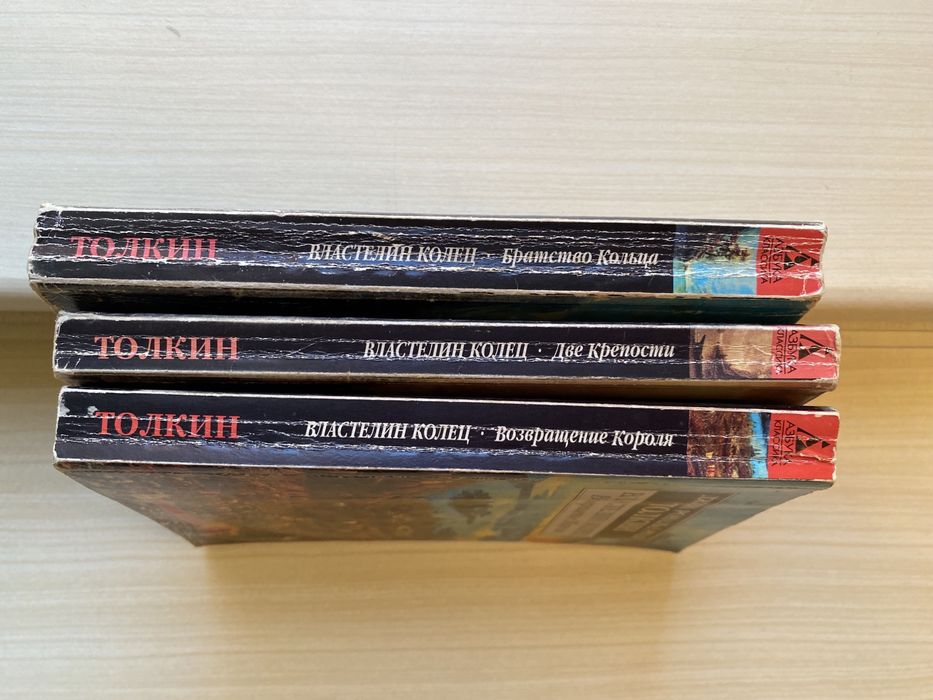 ТОЛКИН ВЛАСТЕЛИН КОЛЕЦ · Братство Кольца
АЗБУКА
КЛАССИКА
ТОЛКИН ВЛАСТЕЛИН КОЛЕЦ · Две Крепости
АЗБУКА
КЛАССИКА
ТОЛКИН ВЛАСТЕЛИН КОЛЕЦ · Возвращение Короля
АЗБУКА
КЛАССИКА